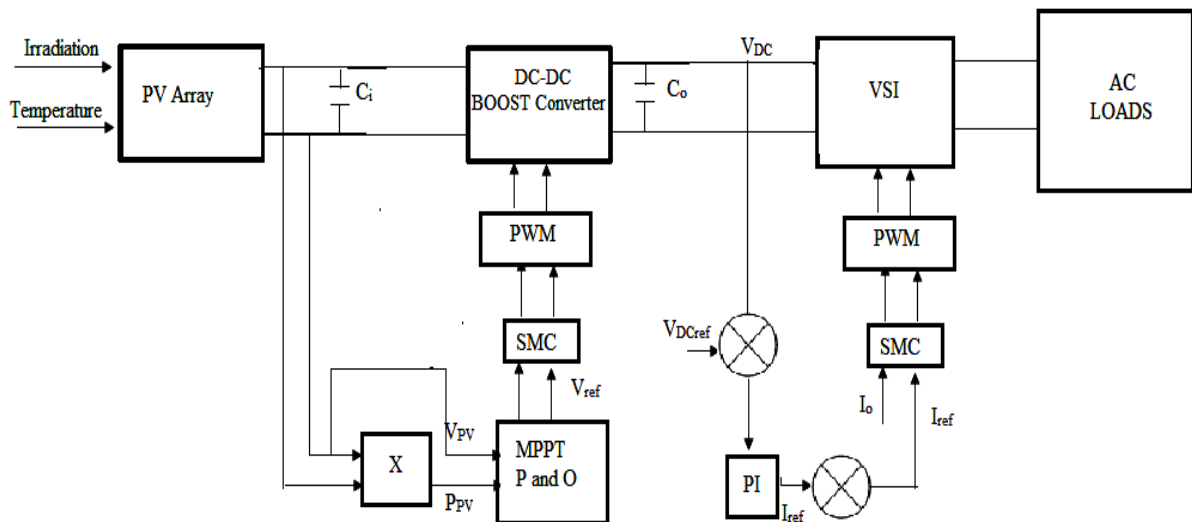 Irradiation
Temperature
PV Array
Ci
DC-DC
BOOST Converter
Co
VDC
VSI
AC
LOADS
PWM
PWM
SMC
Vref
VDCref
SMC
Io
Iref
VPV
X
PPV
MPPT
P and O
PI
Iref